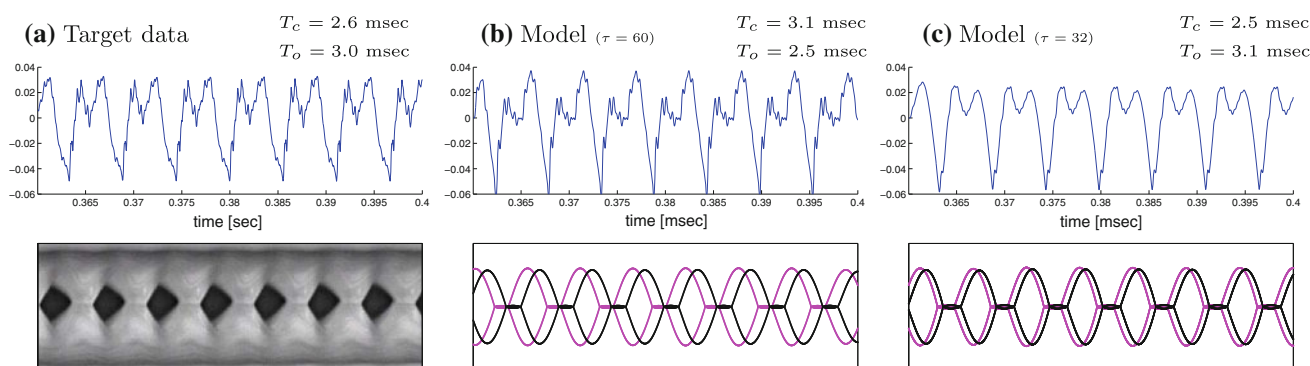 (a) Target data
T_c = 2.6 msec
T_o = 3.0 msec
0.04
0.02
0
−0.02
−0.04
−0.06
0.365 0.37 0.375 0.38 0.385 0.39 0.395 0.4
time [sec]
(b) Model (τ = 60)
T_c = 3.1 msec
T_o = 2.5 msec
0.04
0.02
0
−0.02
−0.04
−0.06
0.365 0.37 0.375 0.38 0.385 0.39 0.395 0.4
time [msec]
(c) Model (τ = 32)
T_c = 2.5 msec
T_o = 3.1 msec
0.04
0.02
0
−0.02
−0.04
−0.06
0.365 0.37 0.375 0.38 0.385 0.39 0.395 0.4
time [msec]